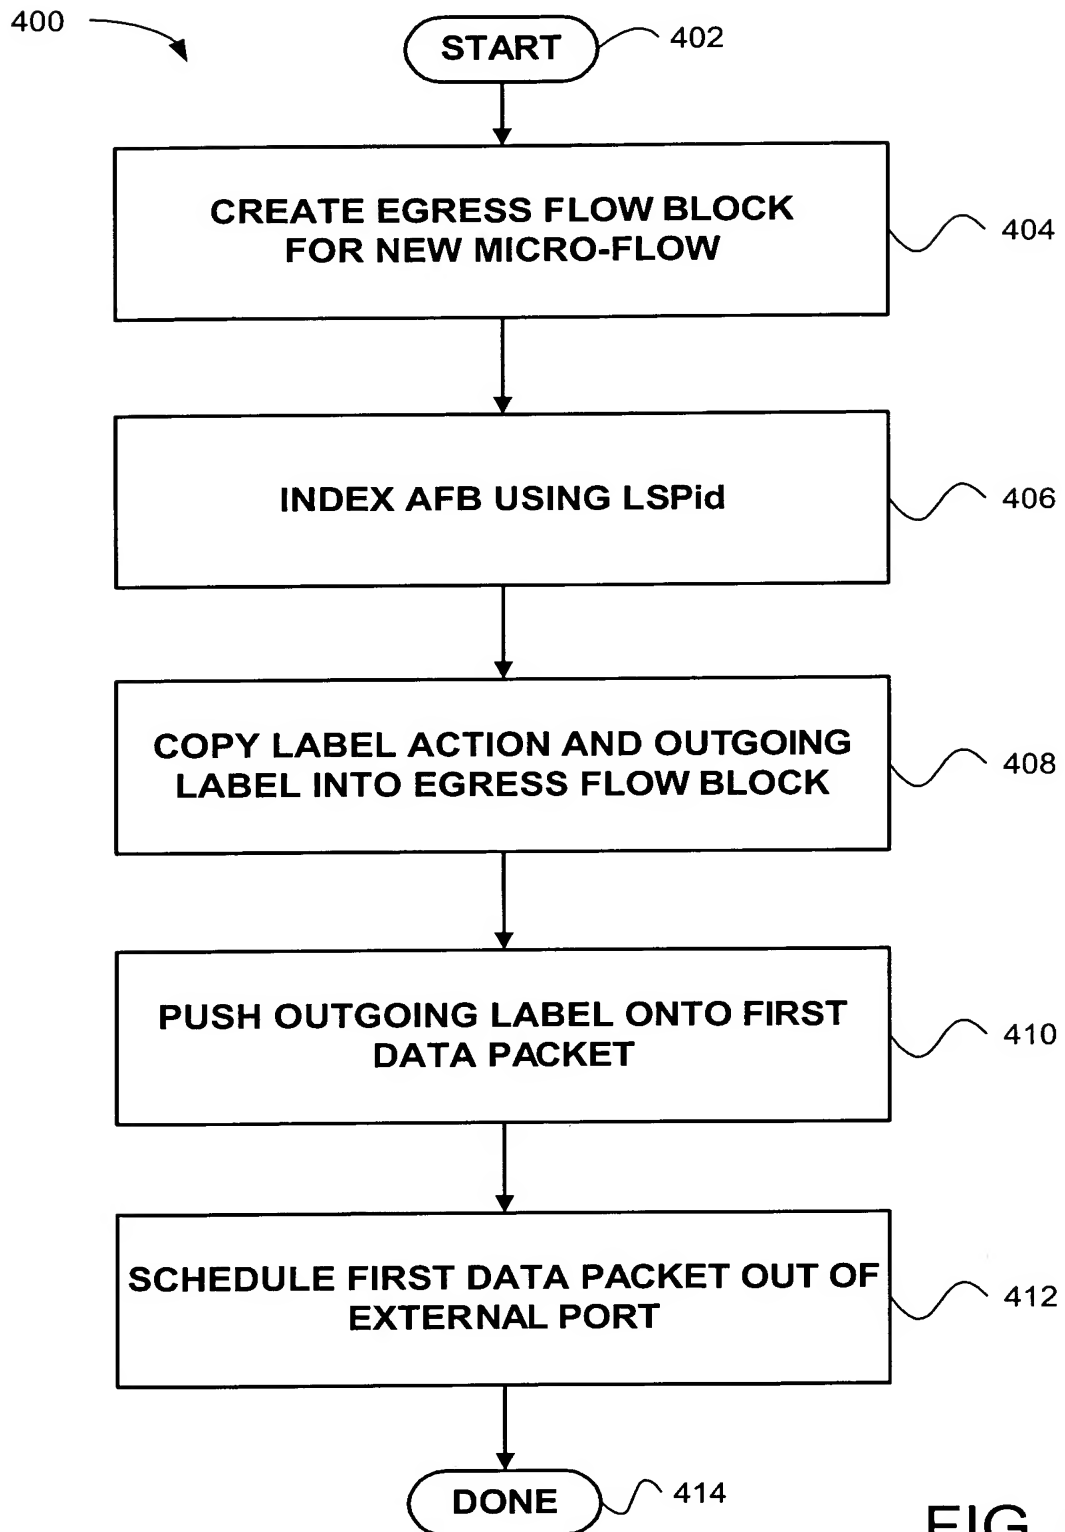 400
START
402
CREATE EGRESS FLOW BLOCK
FOR NEW MICRO-FLOW
404
INDEX AFB USING LSPid
406
COPY LABEL ACTION AND OUTGOING
LABEL INTO EGRESS FLOW BLOCK
408
PUSH OUTGOING LABEL ONTO FIRST
DATA PACKET
410
SCHEDULE FIRST DATA PACKET OUT OF
EXTERNAL PORT
412
DONE
414
FIG